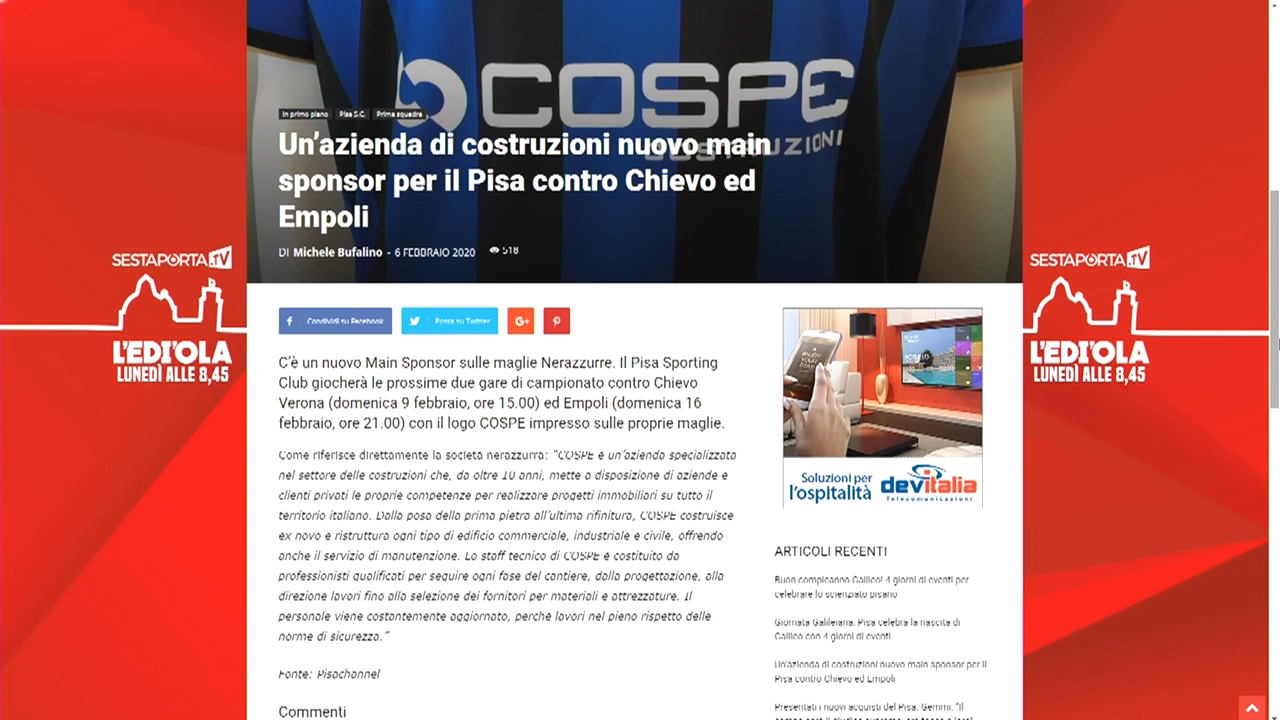 COSPE
COSTRUZIONI
In primo piano
Pisa S.C.
Prima squadra
Un'azienda di costruzioni nuovo main
sponsor per il Pisa contro Chievo ed
Empoli
DI Michele Bufalino - 6 FEBBRAIO 2020 518
SESTAPORTA.TV
L'EDI'OLA
LUNEDÌ ALLE 8,45
SESTAPORTA.TV
L'EDI'OLA
LUNEDÌ ALLE 8,45
Condividi su Facebook
Posta su Twitter
G+
C'è un nuovo Main Sponsor sulle maglie Nerazzurre. Il Pisa Sporting
Club giocherà le prossime due gare di campionato contro Chievo
Verona (domenica 9 febbraio, ore 15.00) ed Empoli (domenica 16
febbraio, ore 21.00) con il logo COSPE impresso sulle proprie maglie.
Come riferisce direttamente la società nerazzurra: "COSPE è un'azienda specializzata
nel settore delle costruzioni che, da oltre 10 anni, mette a disposizione di aziende e
clienti privati le proprie competenze per realizzare progetti immobiliari su tutto il
territorio italiano. Dalla posa della prima pietra all'ultima rifinitura, COSPE costruisce
ex novo e ristruttura ogni tipo di edificio commerciale, industriale e civile, offrendo
anche il servizio di manutenzione. Lo staff tecnico di COSPE è costituito da
professionisti qualificati per seguire ogni fase del cantiere, dalla progettazione, alla
direzione lavori fino alla selezione dei fornitori per materiali e attrezzature. Il
personale viene costantemente aggiornato, perché lavori nel pieno rispetto delle
norme di sicurezza."
Fonte: Pisachannel
Commenti
Soluzioni per
l'ospitalità
devitalia
Telecomunicazioni
ARTICOLI RECENTI
Buon compleanno Galileo! 4 giorni di eventi per
celebrare lo scienziato pisano
Giornata Galileiana. Pisa celebra la nascita di
Galileo con 4 giorni di eventi
Un'azienda di costruzioni nuovo main sponsor per il
Pisa contro Chievo ed Empoli
Presentati i nuovi acquisti del Pisa. Gemmi: "Il